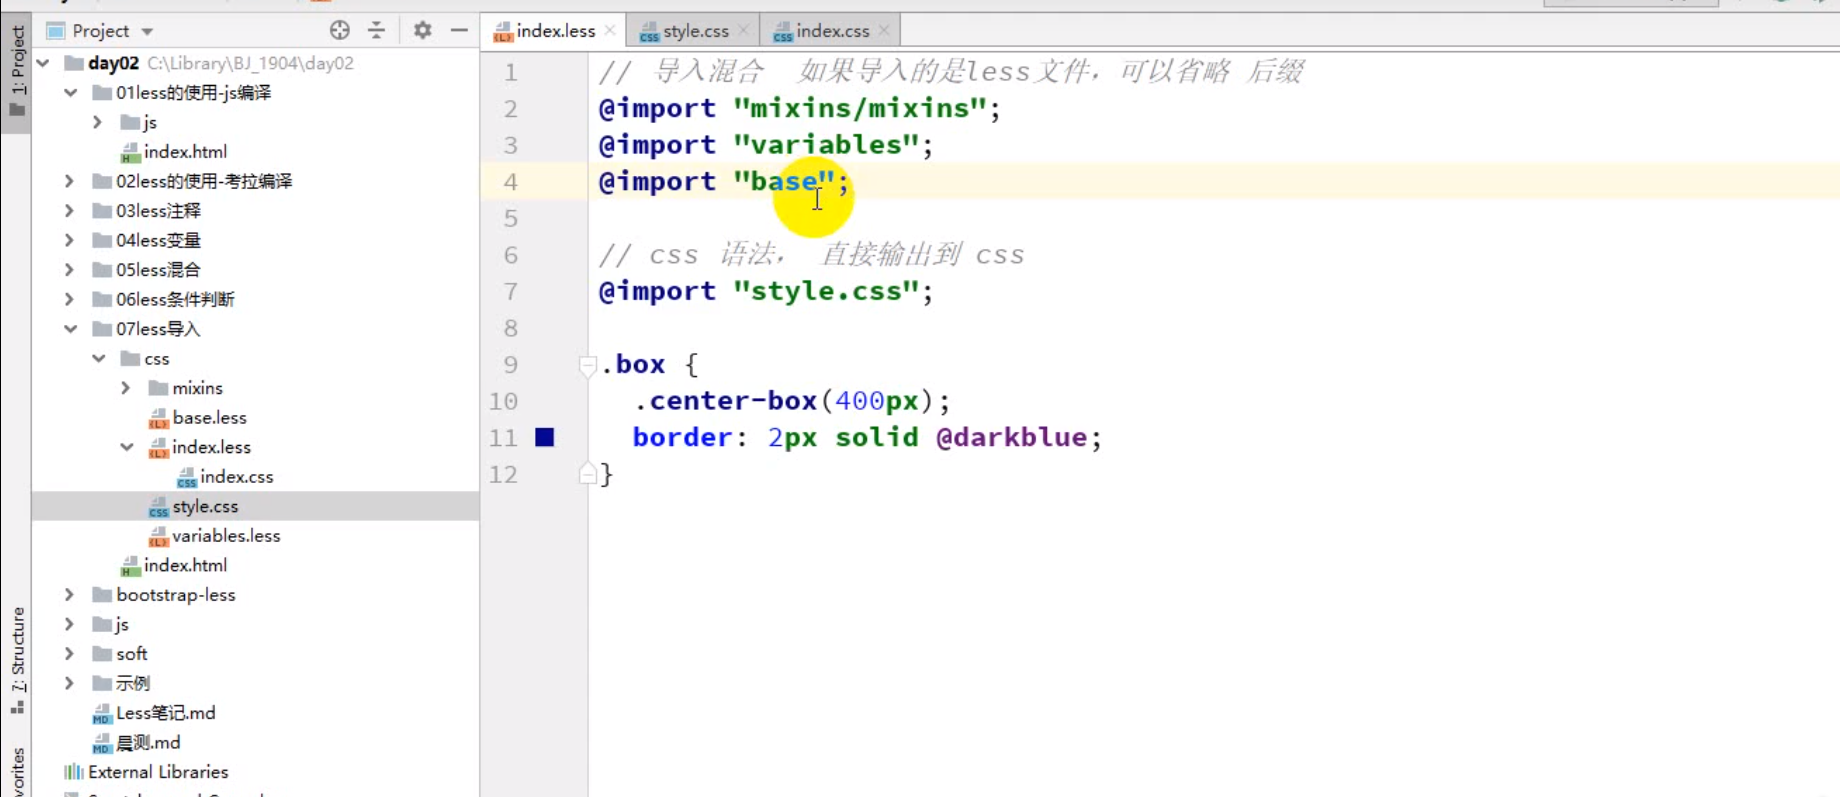 1: Project
7: Structure
vorites
Project
day02 C:\Library\BJ_1904\day02
01less的使用-js编译
js
index.html
02less的使用-考拉编译
03less注释
04less变量
05less混合
06less条件判断
07less导入
css
mixins
base.less
index.less
index.css
style.css
variables.less
index.html
bootstrap-less
js
soft
示例
Less笔记.md
晨测.md
External Libraries
index.less style.css index.css
1 // 导入混合 如果导入的是less文件，可以省略 后缀
2 @import "mixins/mixins";
3 @import "variables";
4 @import "base";
5
6 // css 语法， 直接输出到 css
7 @import "style.css";
8
9 .box {
10 .center-box(400px);
11 border: 2px solid @darkblue;
12 }